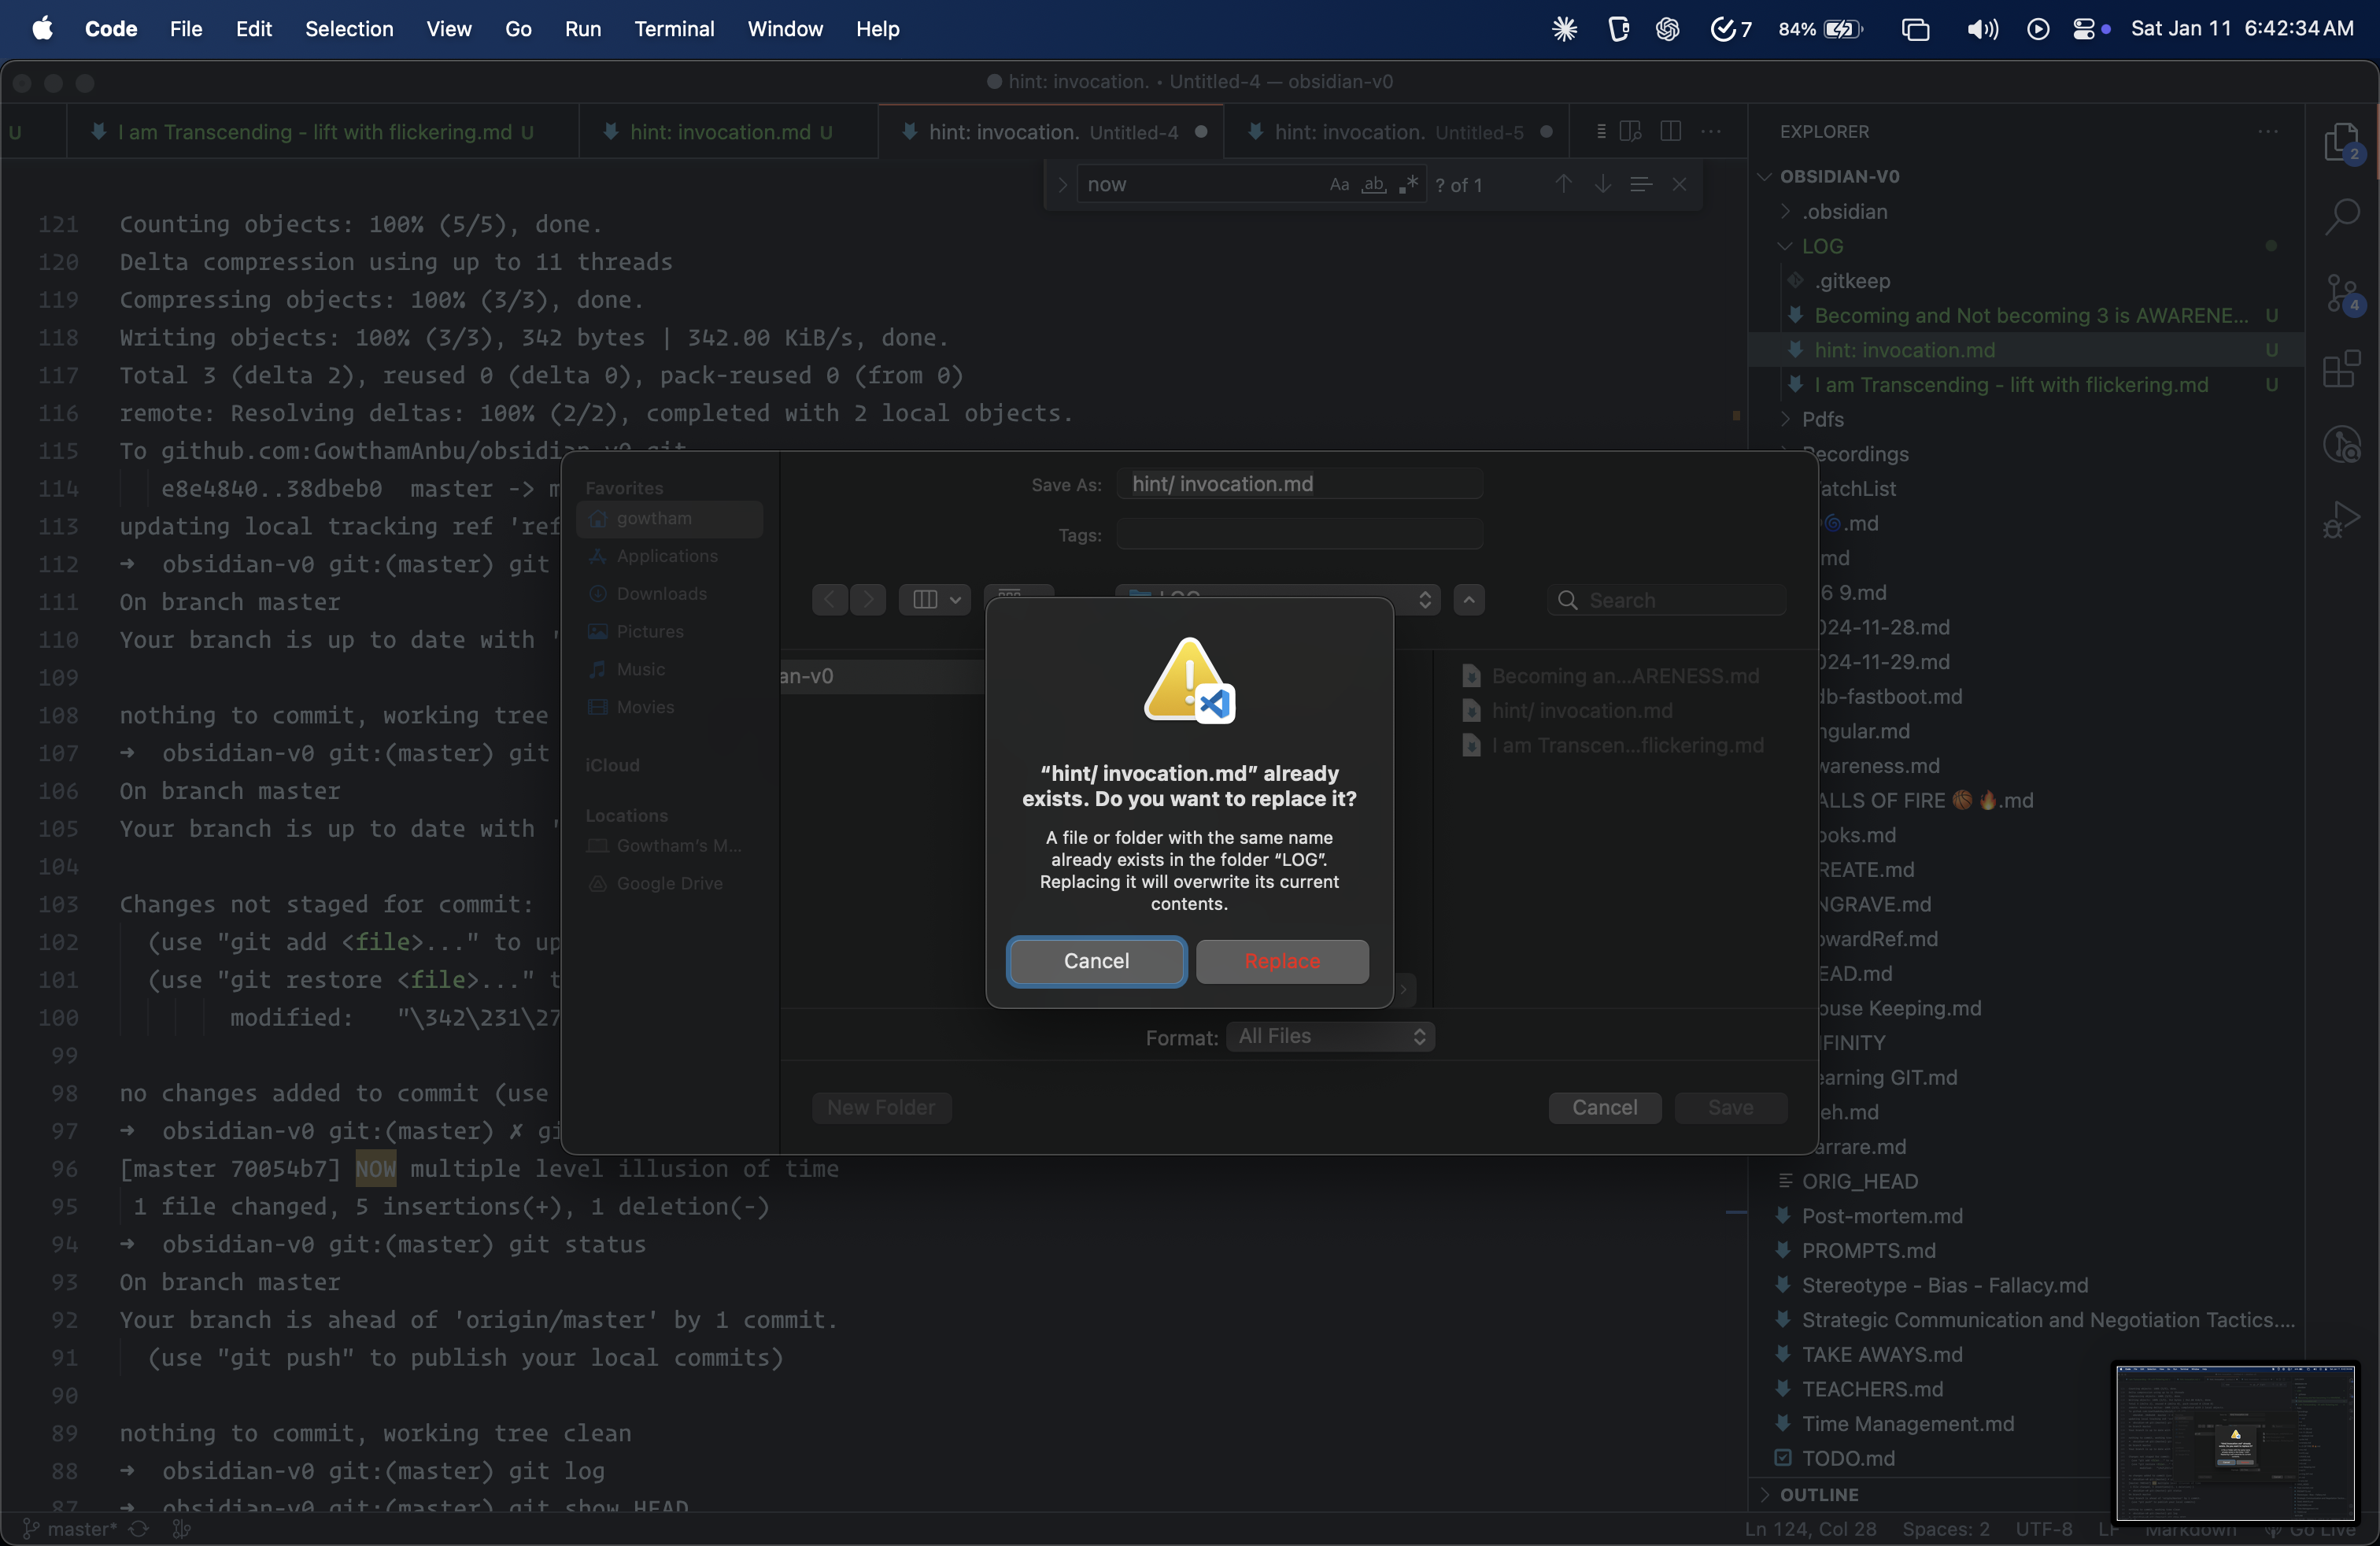 Code File Edit Selection View Go Run Terminal Window Help
7 84% Sat Jan 11 6:42:34 AM
hint: invocation. • Untitled-4 — obsidian-v0
U
I am Transcending - lift with flickering.md U
hint: invocation.md U
hint: invocation. Untitled-4
hint: invocation. Untitled-5
now
Aa ab ? of 1
121 Counting objects: 100% (5/5), done.
120 Delta compression using up to 11 threads
119 Compressing objects: 100% (3/3), done.
118 Writing objects: 100% (3/3), 342 bytes | 342.00 KiB/s, done.
117 Total 3 (delta 2), reused 0 (delta 0), pack-reused 0 (from 0)
116 remote: Resolving deltas: 100% (2/2), completed with 2 local objects.
115 To github.com:GowthamAnbu/obsidian-v0.git
114 e8e4840..38dbeb0 master -> m
113 updating local tracking ref 'ref
112 ➜ obsidian-v0 git:(master) git
111 On branch master
110 Your branch is up to date with '
109
108 nothing to commit, working tree
107 ➜ obsidian-v0 git:(master) git
106 On branch master
105 Your branch is up to date with '
104
103 Changes not staged for commit:
102 (use "git add <file>..." to up
101 (use "git restore <file>..." t
100 modified: "\342\231\27
99
98 no changes added to commit (use
97 ➜ obsidian-v0 git:(master) ✗ gi
96 [master 70054b7] NOW multiple level illusion of time
95 1 file changed, 5 insertions(+), 1 deletion(-)
94 ➜ obsidian-v0 git:(master) git status
93 On branch master
92 Your branch is ahead of 'origin/master' by 1 commit.
91 (use "git push" to publish your local commits)
90
89 nothing to commit, working tree clean
88 ➜ obsidian-v0 git:(master) git log
87 ➜ obsidian-v0 git:(master) git show HEAD
Favorites
gowtham
Applications
Downloads
Pictures
Music
Movies
iCloud
Locations
Gowtham's M...
Google Drive
Save As: hint/ invocation.md
Tags:
LOG
Search
an-v0
Becoming an...ARENESS.md
hint/ invocation.md
I am Transcen...flickering.md
“hint/ invocation.md” already
exists. Do you want to replace it?
A file or folder with the same name
already exists in the folder “LOG”.
Replacing it will overwrite its current
contents.
Cancel Replace
Format: All Files
New Folder Cancel Save
EXPLORER
OBSIDIAN-V0
.obsidian
LOG
.gitkeep
Becoming and Not becoming 3 is AWARENE... U
hint: invocation.md U
I am Transcending - lift with flickering.md U
Pdfs
Recordings
atchList
.md
md
6 9.md
024-11-28.md
024-11-29.md
db-fastboot.md
ngular.md
wareness.md
ALLS OF FIRE 🏀 🔥.md
ooks.md
REATE.md
NGRAVE.md
owardRef.md
EAD.md
ouse Keeping.md
FINITY
earning GIT.md
eh.md
arrare.md
ORIG_HEAD
Post-mortem.md
PROMPTS.md
Stereotype - Bias - Fallacy.md
Strategic Communication and Negotiation Tactics....
TAKE AWAYS.md
TEACHERS.md
Time Management.md
TODO.md
OUTLINE
2
4
master*
Ln 124, Col 28 Spaces: 2 UTF-8 LF Markdown Go Live